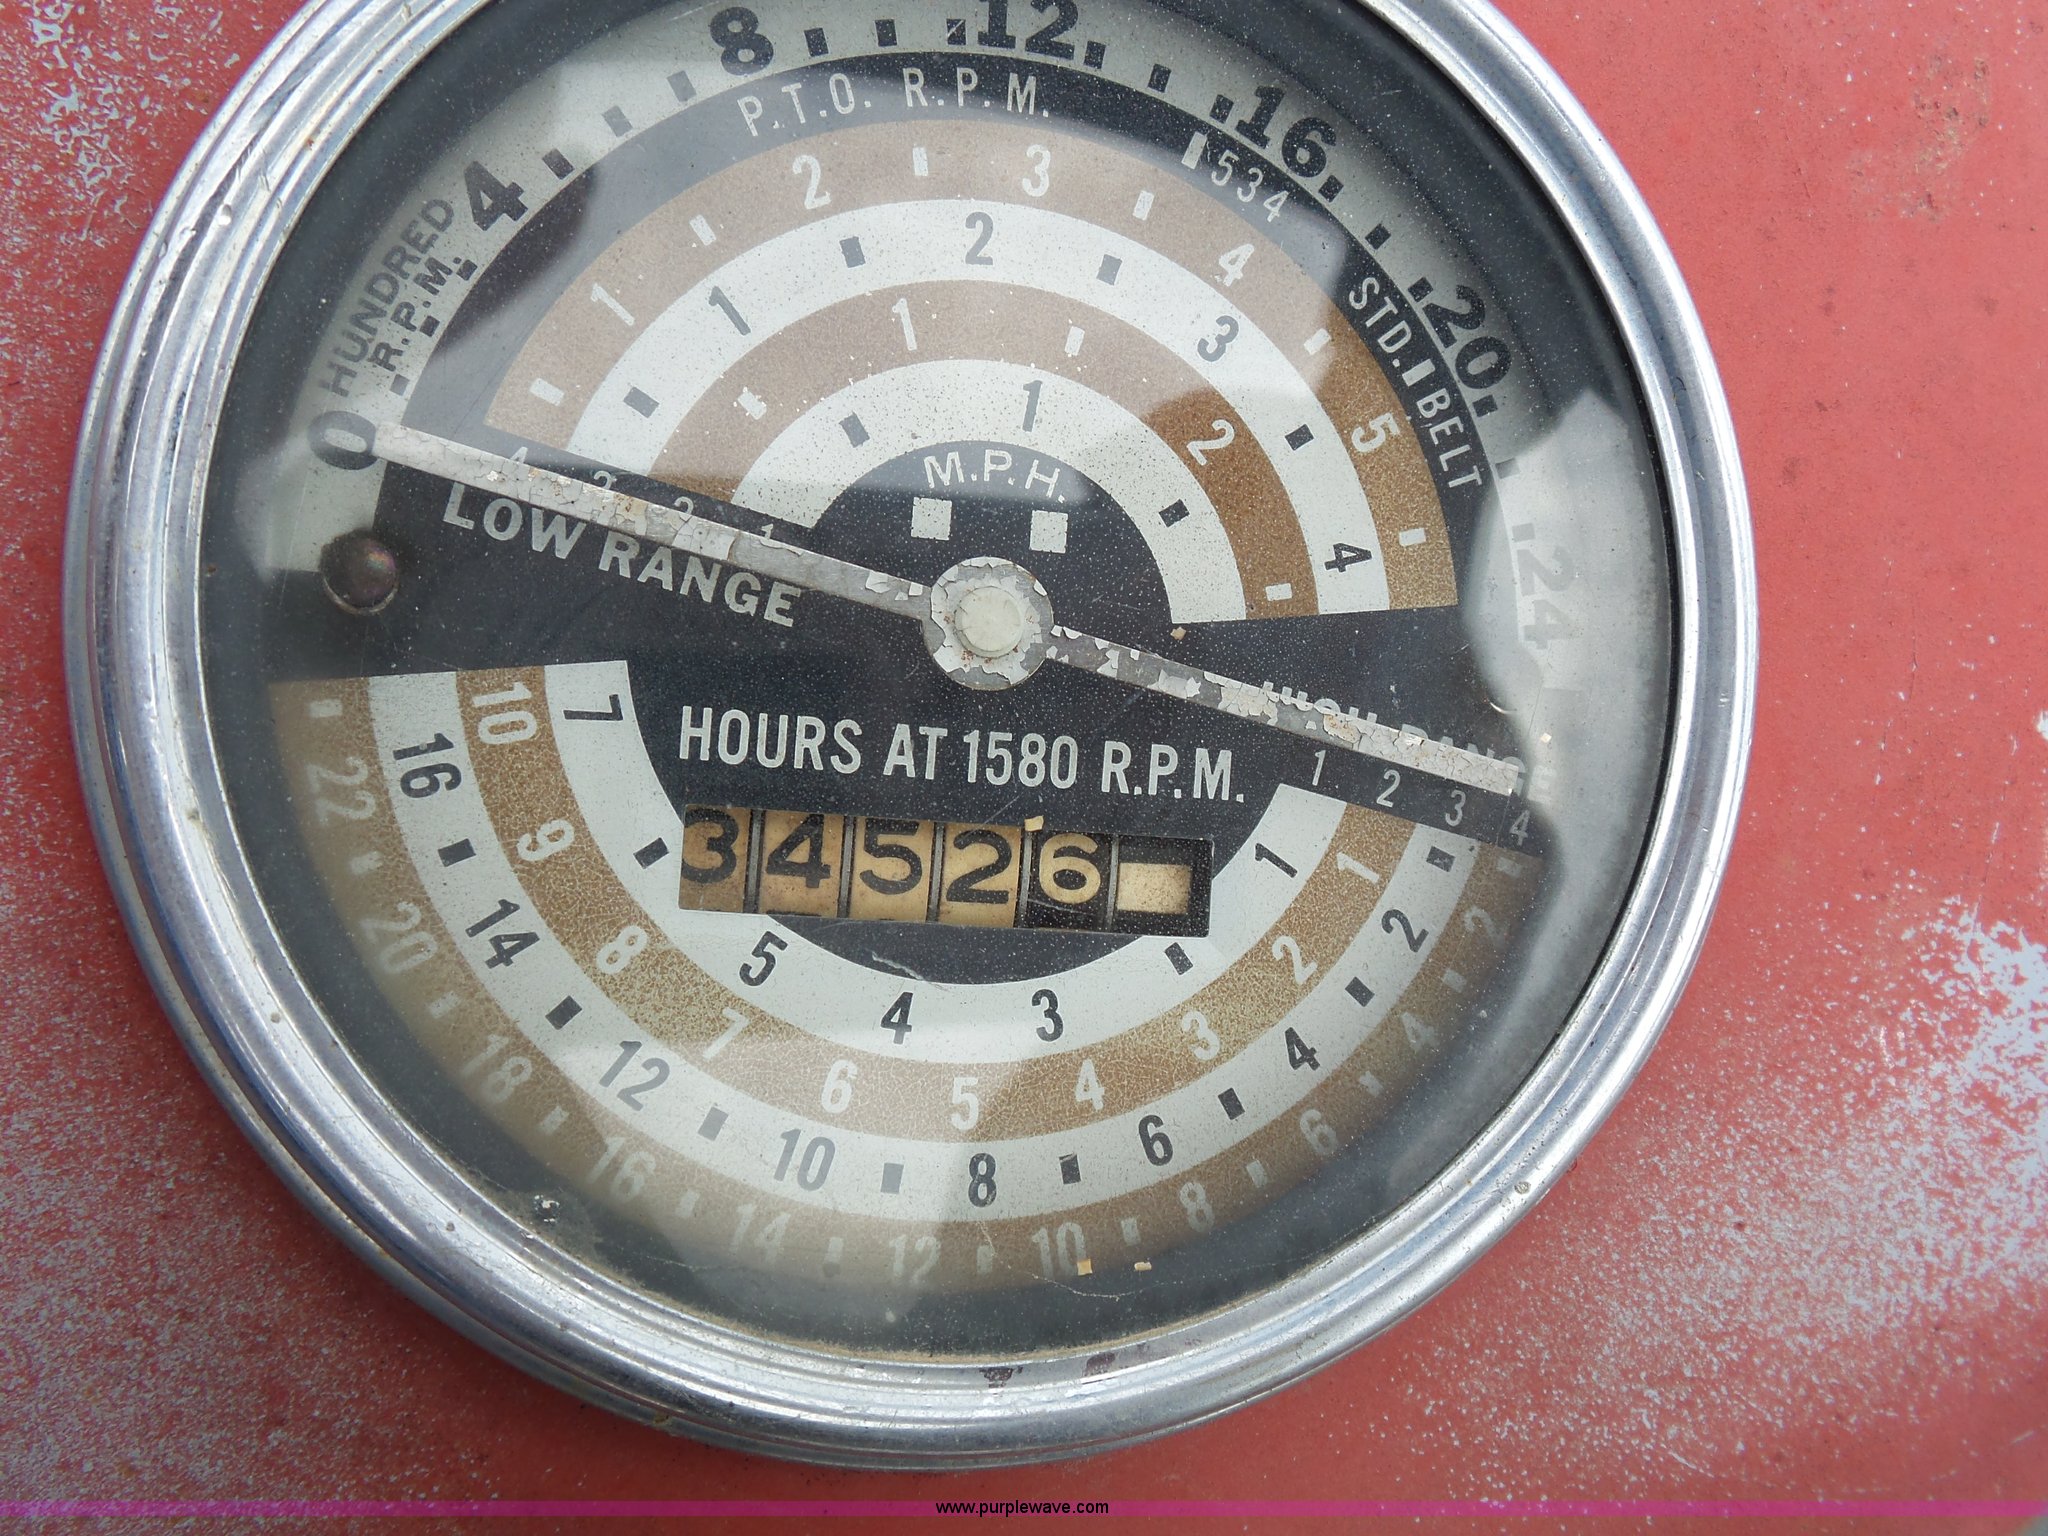 0 4 8 12 16 20 24
HUNDRED
R.P.M.
P.T.O. R.P.M.
534
STD. BELT
1 2 3 4 5
1 2 3 4
1 2
1
M.P.H.
LOW RANGE
HOURS AT 1580 R.P.M.
1 2 3 4
34526
7 5 4 3 1
10 9 8 7 6 5 4 3 2 1
16 14 12 10 8 6 4 2
22 20 18 16 14 12 10 8 6 4 2
www.purplewave.com